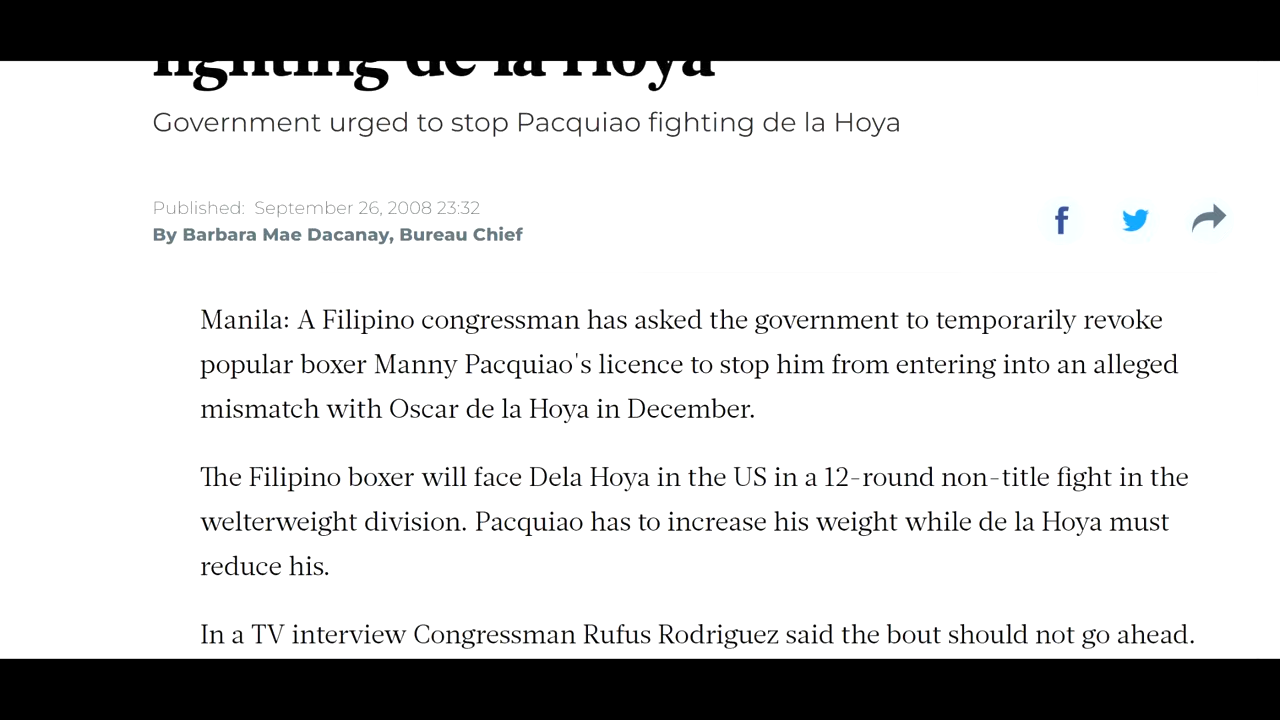 fighting de la Hoya
Government urged to stop Pacquiao fighting de la Hoya
Published: September 26, 2008 23:32
By Barbara Mae Dacanay, Bureau Chief
Manila: A Filipino congressman has asked the government to temporarily revoke
popular boxer Manny Pacquiao's licence to stop him from entering into an alleged
mismatch with Oscar de la Hoya in December.
The Filipino boxer will face Dela Hoya in the US in a 12-round non-title fight in the
welterweight division. Pacquiao has to increase his weight while de la Hoya must
reduce his.
In a TV interview Congressman Rufus Rodriguez said the bout should not go ahead.